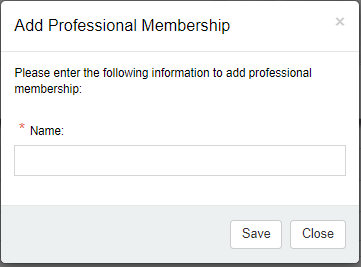 Add Professional Membership ×
Please enter the following information to add professional
membership:
* Name:
Save Close